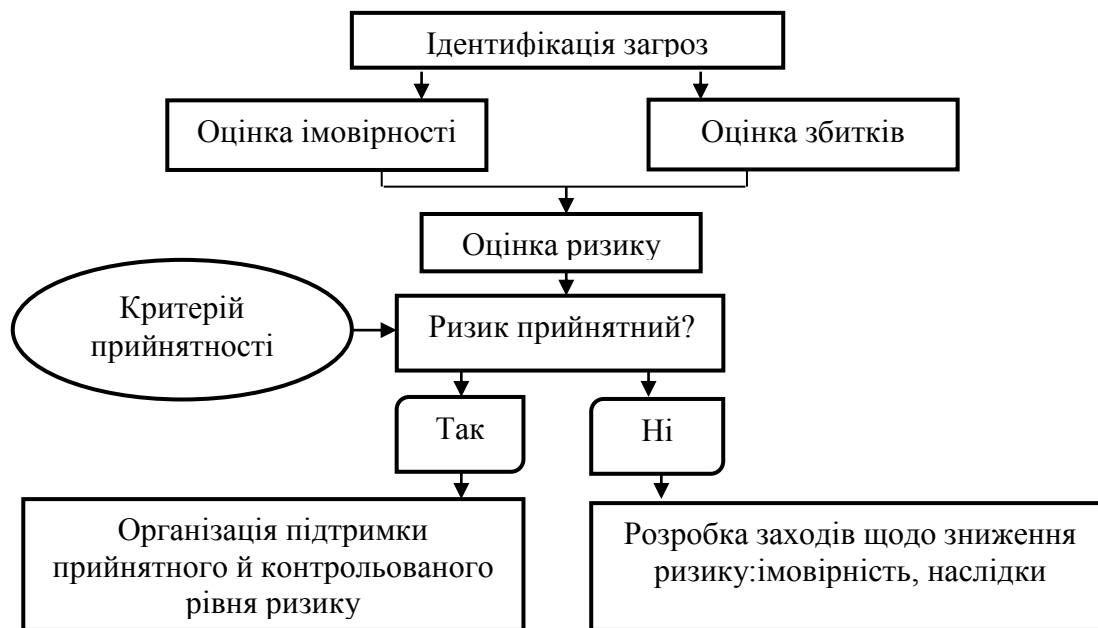 Ідентифікація загроз
Оцінка імовірності
Оцінка збитків
Оцінка ризику
Критерій
прийнятності
Ризик прийнятний?
Так
Ні
Організація підтримки
прийнятного й контрольованого
рівня ризику
Розробка заходів щодо зниження
ризику:імовірність, наслідки